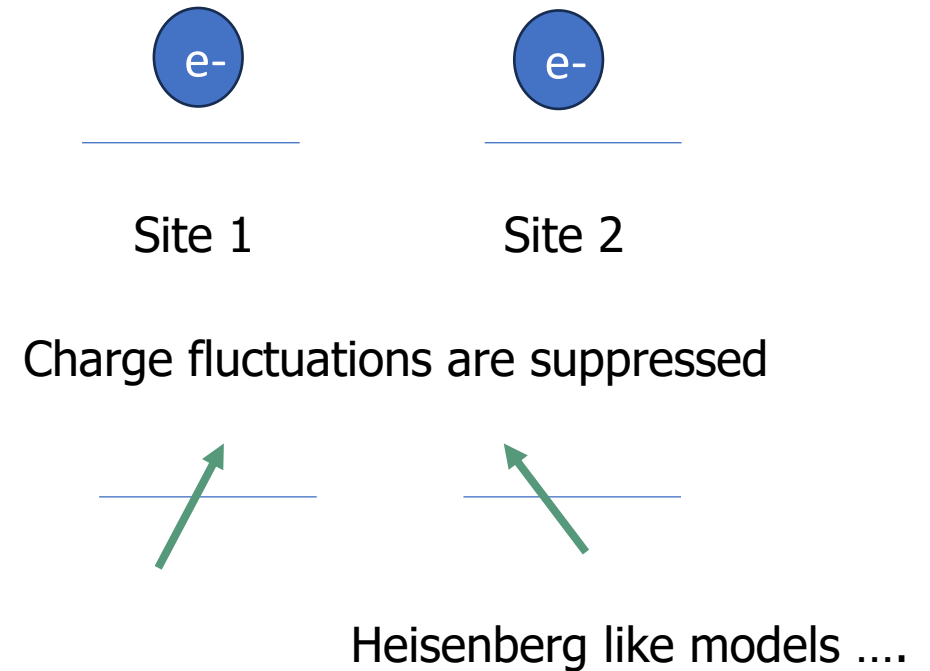 e- e-
Site 1 Site 2
Charge fluctuations are suppressed
Heisenberg like models ....